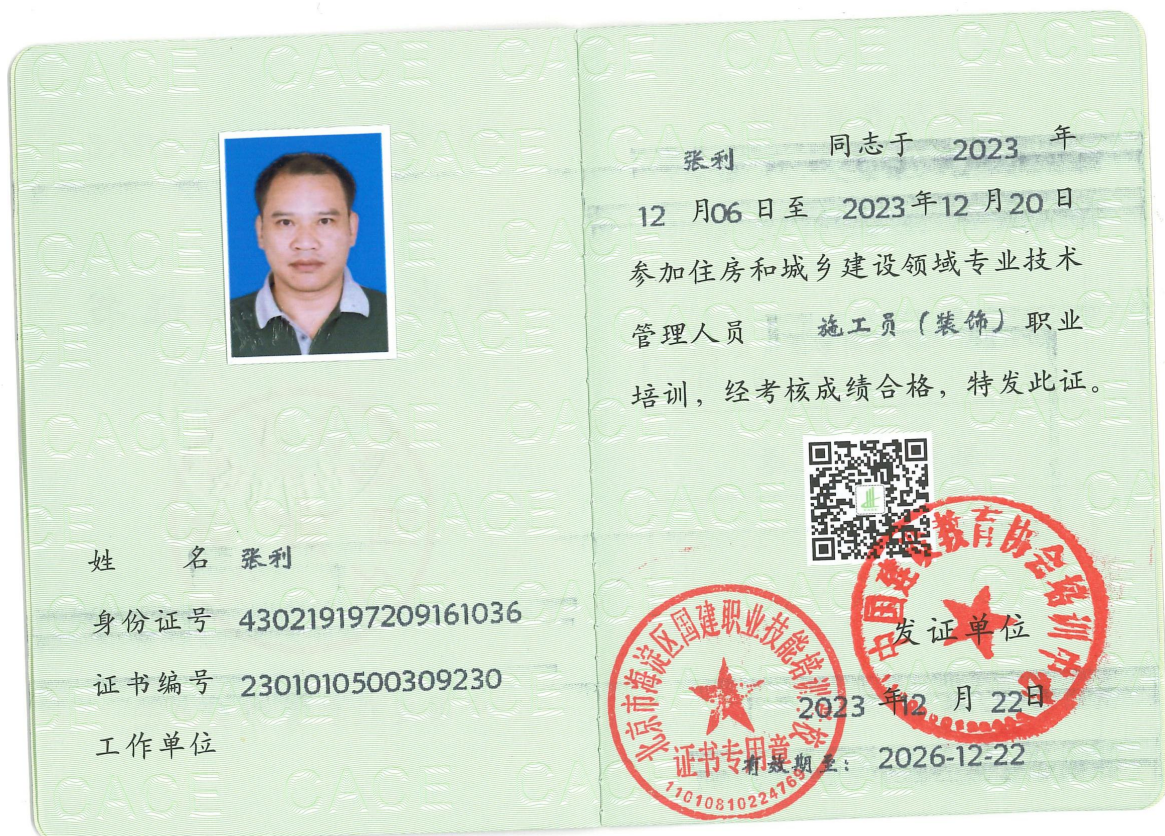 姓 名 张利
身份证号 430219197209161036
证书编号 2301010500309230
工作单位
张利 同志于 2023 年
12 月06 日至 2023年12 月20 日
参加住房和城乡建设领域专业技术
管理人员 施工员（装饰）职业
培训，经考核成绩合格，特发此证。
中国建设教育协会培训中心
发证单位
北京市海淀区国建职业技能培训学校
证书专用章
11010810224769
2023 年12 月 22日
有效期至： 2026-12-22
CACE